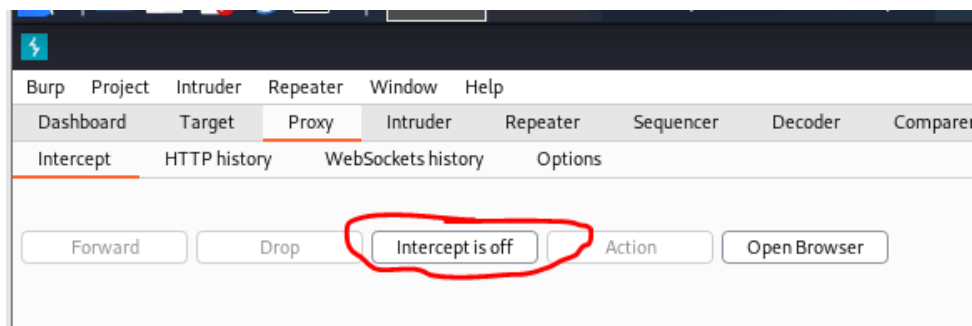 Burp Project Intruder Repeater Window Help
Dashboard Target Proxy Intruder Repeater Sequencer Decoder Comparer
Intercept HTTP history WebSockets history Options
Forward Drop Intercept is off Action Open Browser